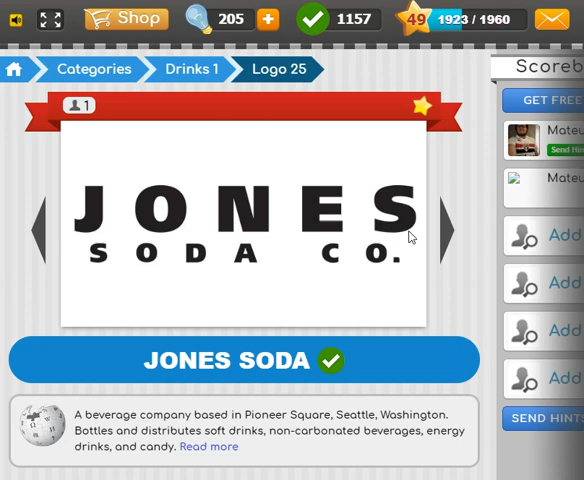 Shop
205
1157
49
1923 / 1960
Categories
Drinks 1
Logo 25
Scoreb
1
GET FREE
Mateu
Send Hin
Mateu
JONES
SODA CO.
Add
Add
Add
Add
JONES SODA
SEND HINTS
A beverage company based in Pioneer Square, Seattle, Washington.
Bottles and distributes soft drinks, non-carbonated beverages, energy
drinks, and candy. Read more